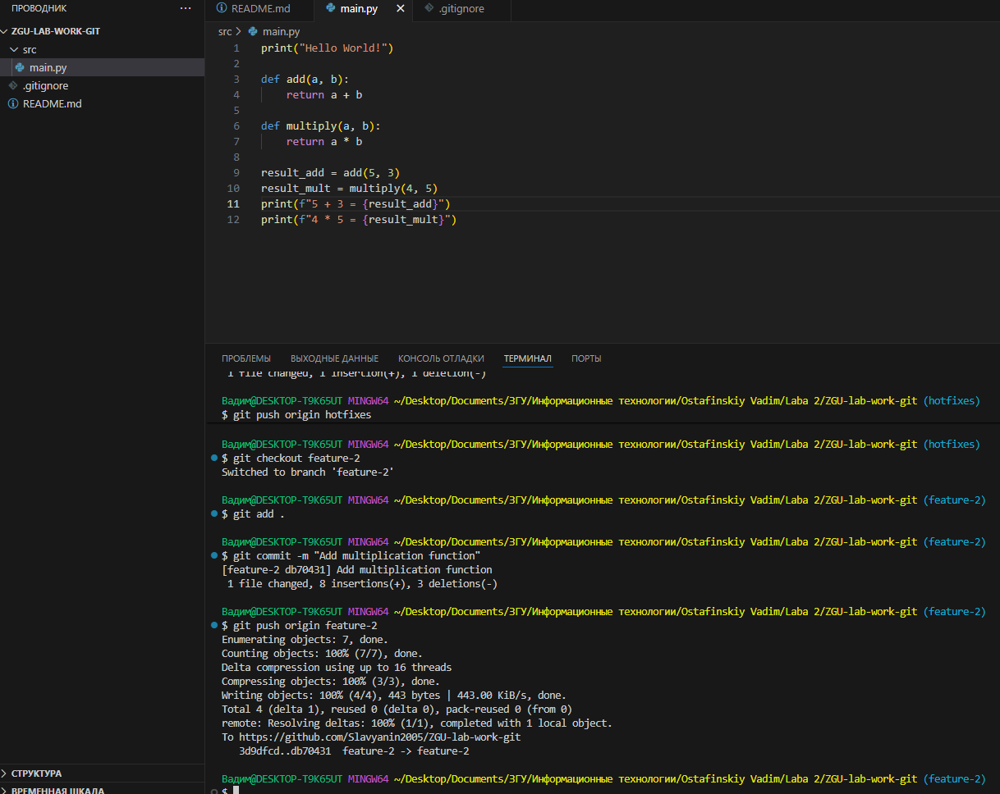 ПРОВОДНИК
ZGU-LAB-WORK-GIT
src
main.py
.gitignore
README.md
СТРУКТУРА
ВРЕМЕННАЯ ШКАЛА
README.md
main.py
.gitignore
src > main.py
1 print("Hello World!")
2
3 def add(a, b):
4     return a + b
5
6 def multiply(a, b):
7     return a * b
8
9 result_add = add(5, 3)
10 result_mult = multiply(4, 5)
11 print(f"5 + 3 = {result_add}")
12 print(f"4 * 5 = {result_mult}")
ПРОБЛЕМЫ ВЫХОДНЫЕ ДАННЫЕ КОНСОЛЬ ОТЛАДКИ ТЕРМИНАЛ ПОРТЫ
1 file changed, 1 insertion(+), 1 deletion(-)
Вадим@DESKTOP-T9K65UT MINGW64 ~/Desktop/Documents/ЗГУ/Информационные технологии/Ostafinskiy Vadim/Laba 2/ZGU-lab-work-git (hotfixes)
$ git push origin hotfixes
Вадим@DESKTOP-T9K65UT MINGW64 ~/Desktop/Documents/ЗГУ/Информационные технологии/Ostafinskiy Vadim/Laba 2/ZGU-lab-work-git (hotfixes)
$ git checkout feature-2
Switched to branch 'feature-2'
Вадим@DESKTOP-T9K65UT MINGW64 ~/Desktop/Documents/ЗГУ/Информационные технологии/Ostafinskiy Vadim/Laba 2/ZGU-lab-work-git (feature-2)
$ git add .
Вадим@DESKTOP-T9K65UT MINGW64 ~/Desktop/Documents/ЗГУ/Информационные технологии/Ostafinskiy Vadim/Laba 2/ZGU-lab-work-git (feature-2)
$ git commit -m "Add multiplication function"
[feature-2 db70431] Add multiplication function
1 file changed, 8 insertions(+), 3 deletions(-)
Вадим@DESKTOP-T9K65UT MINGW64 ~/Desktop/Documents/ЗГУ/Информационные технологии/Ostafinskiy Vadim/Laba 2/ZGU-lab-work-git (feature-2)
$ git push origin feature-2
Enumerating objects: 7, done.
Counting objects: 100% (7/7), done.
Delta compression using up to 16 threads
Compressing objects: 100% (3/3), done.
Writing objects: 100% (4/4), 443 bytes | 443.00 KiB/s, done.
Total 4 (delta 1), reused 0 (delta 0), pack-reused 0 (from 0)
remote: Resolving deltas: 100% (1/1), completed with 1 local object.
To https://github.com/Slavyanin2005/ZGU-lab-work-git
3d9dfcd..db70431  feature-2 -> feature-2
Вадим@DESKTOP-T9K65UT MINGW64 ~/Desktop/Documents/ЗГУ/Информационные технологии/Ostafinskiy Vadim/Laba 2/ZGU-lab-work-git (feature-2)
$